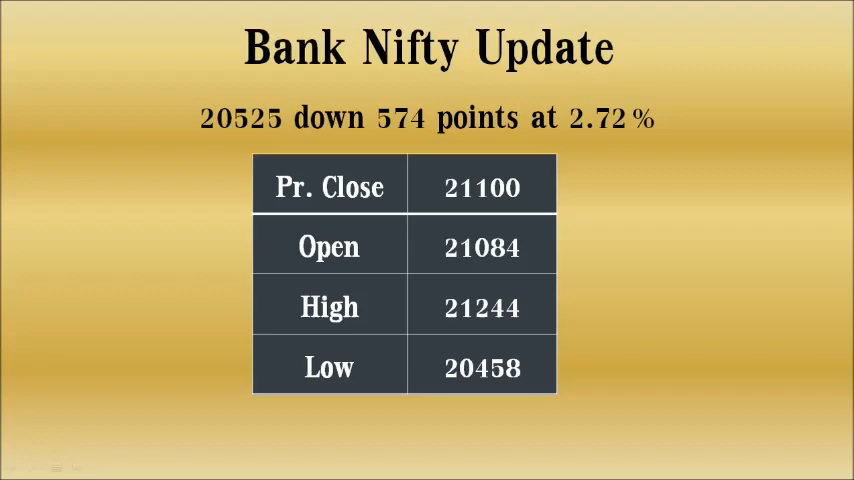 Bank Nifty Update
20525 down 574 points at 2.72%
Pr. Close 21100
Open 21084
High 21244
Low 20458